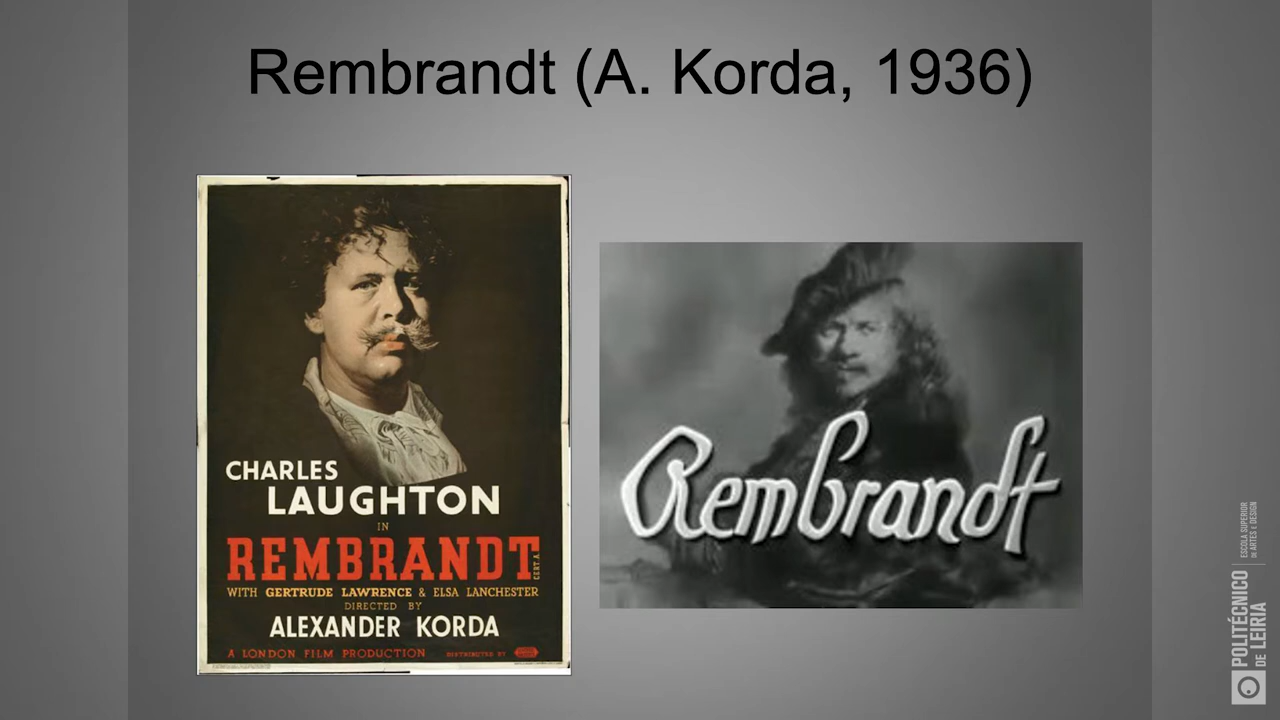 Rembrandt (A. Korda, 1936)
CHARLES
LAUGHTON
IN
REMBRANDT
CERT. A.
WITH GERTRUDE LAWRENCE & ELSA LANCHESTER
DIRECTED BY
ALEXANDER KORDA
A LONDON FILM PRODUCTION
DISTRIBUTED BY
Rembrandt
POLITÉCNICO
DE LEIRIA
ESCOLA SUPERIOR
DE ARTES E DESIGN